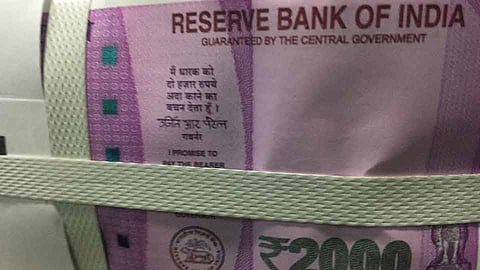 RESERVE BANK OF INDIA
GUARANTEED BY THE CENTRAL GOVERNMENT
मैं धारक को
दो हज़ार रुपये
अदा करने का
वचन देता हूँ ।
उर्जित आर पटेल
गवर्नर
I PROMISE TO
PAY THE BEARER
₹2000